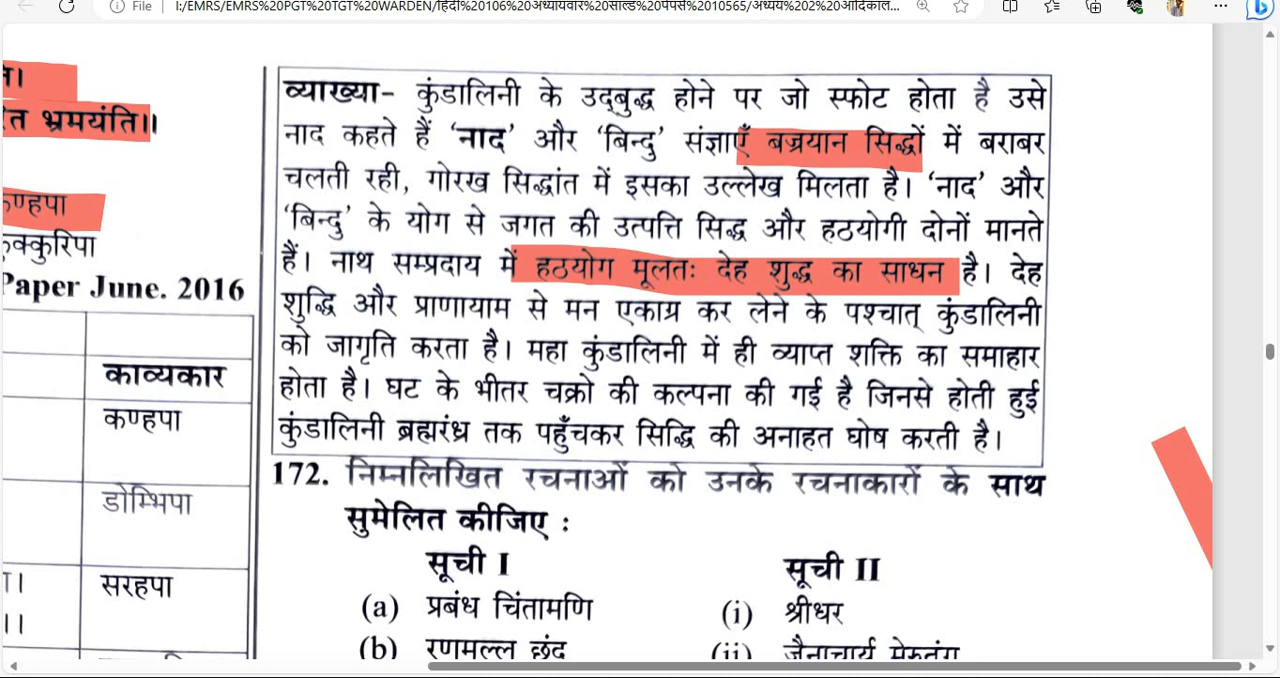 File
I:/EMRS/EMRS%20PGT%20TGT%20WARDEN/हिंदी%20106%20अध्यायवार%20साल्वड%20पेपर्स%2010565/अध्यय%202%20आदिकाल...
त भ्रमयंति॥
ण्हपा
क्कुरिपा
Paper June. 2016
काव्यकार
कण्हपा
डोम्भिपा
सरहपा
व्याख्या- कुंडालिनी के उद्बुद्ध होने पर जो स्फोट होता है उसे
नाद कहते हैं ‘नाद’ और ‘बिन्दु’ संज्ञाएँ बज्रयान सिद्धों में बराबर
चलती रही, गोरख सिद्धांत में इसका उल्लेख मिलता है। ‘नाद’ और
‘बिन्दु’ के योग से जगत की उत्पत्ति सिद्ध और हठयोगी दोनों मानते
हैं। नाथ सम्प्रदाय में हठयोग मूलतः देह शुद्ध का साधन है। देह
शुद्धि और प्राणायाम से मन एकाग्र कर लेने के पश्चात् कुंडालिनी
को जागृति करता है। महा कुंडालिनी में ही व्याप्त शक्ति का समाहार
होता है। घट के भीतर चक्रो की कल्पना की गई है जिनसे होती हुई
कुंडालिनी ब्रह्मरंध्र तक पहुँचकर सिद्धि की अनाहत घोष करती है।
172. निम्नलिखित रचनाओं को उनके रचनाकारों के साथ
सुमेलित कीजिए :
सूची I सूची II
(a) प्रबंध चिंतामणि (i) श्रीधर
(b) रणमल्ल छंद (ii) जैनाचार्य मेरुतुंग